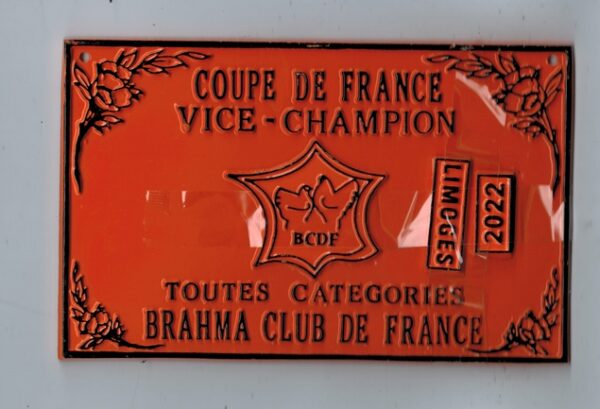 COUPE DE FRANCE
VICE-CHAMPION
BCDF
LIMOGES
2022
TOUTES CATEGORIES
BRAHMA CLUB DE FRANCE